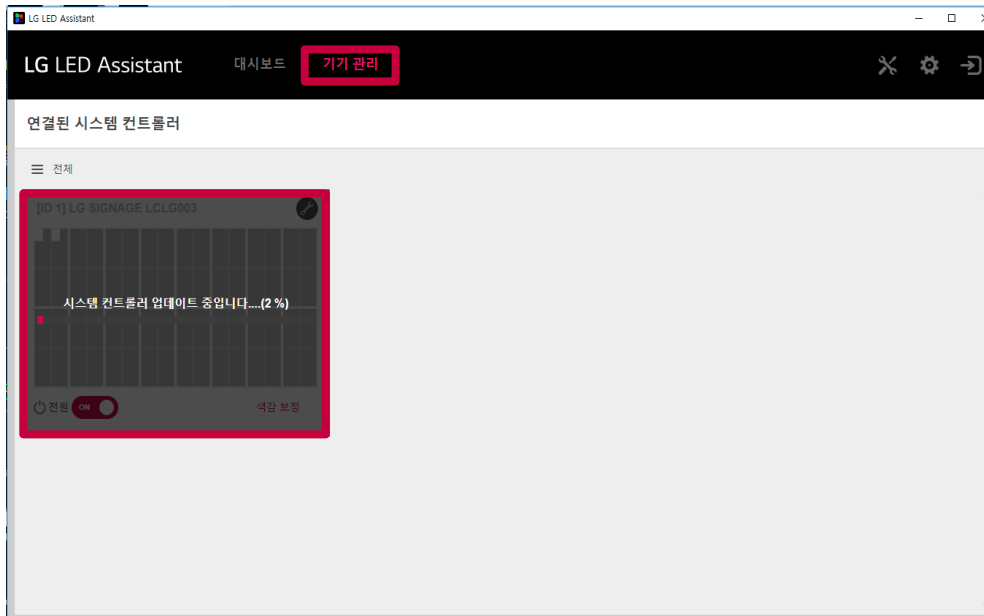 LG LED Assistant
LG LED Assistant 대시보드 기기 관리
연결된 시스템 컨트롤러
전체
[ID 1] LG SIGNAGE LCLG003
시스템 컨트롤러 업데이트 중입니다....(2 %)
전원 ON 색감 보정